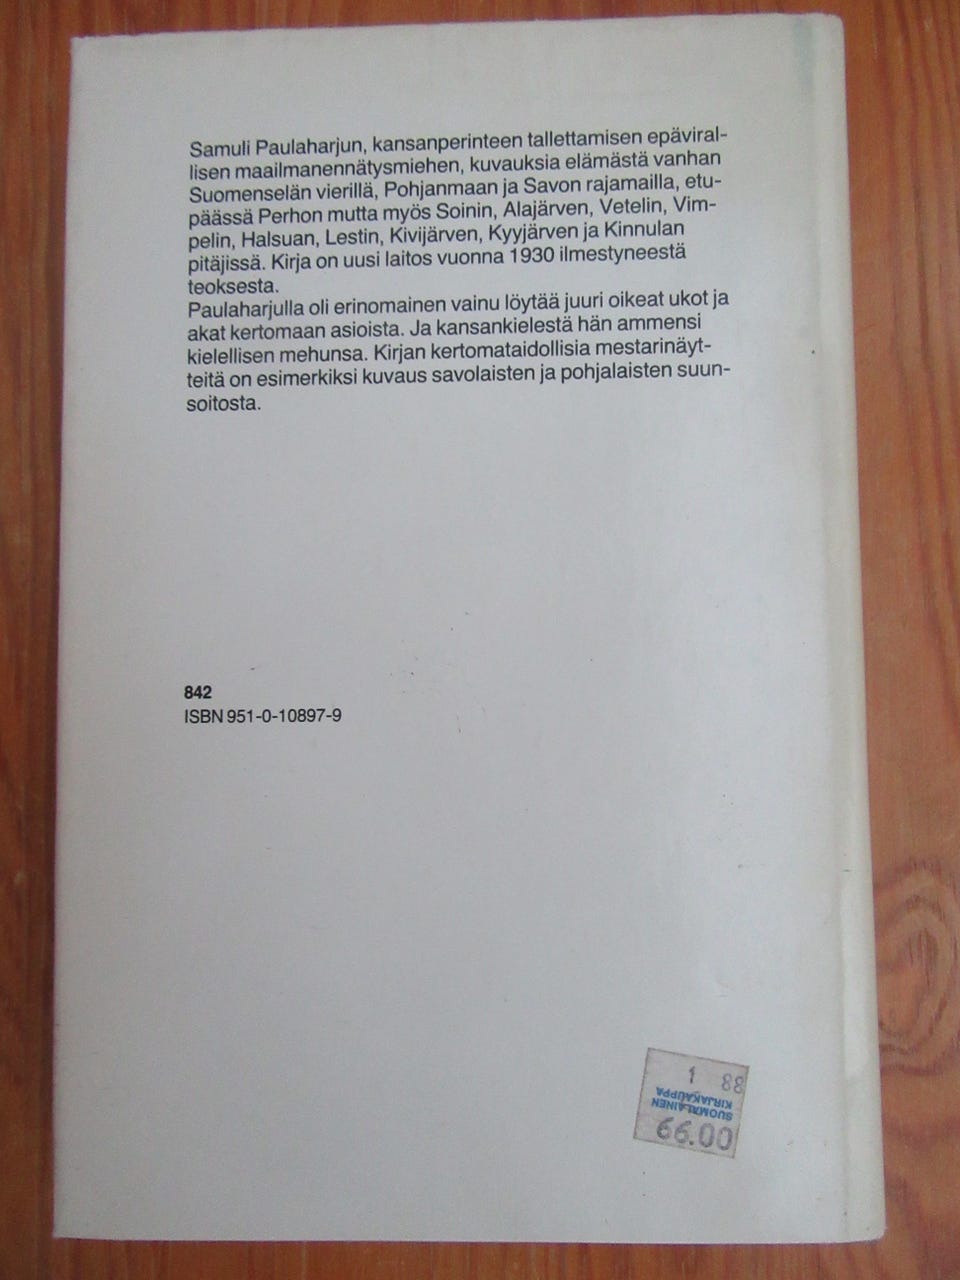 Samuli Paulaharjun, kansanperinteen tallettamisen epäviral-
lisen maailmanennätysmiehen, kuvauksia elämästä vanhan
Suomenselän vierillä, Pohjanmaan ja Savon rajamailla, etu-
päässä Perhon mutta myös Soinin, Alajärven, Vetelin, Vim-
pelin, Halsuan, Lestin, Kivijärven, Kyyjärven ja Kinnulan
pitäjissä. Kirja on uusi laitos vuonna 1930 ilmestyneestä
teoksesta.
Paulaharjulla oli erinomainen vainu löytää juuri oikeat ukot ja
akat kertomaan asioista. Ja kansankielestä hän ammensi
kielellisen mehunsa. Kirjan kertomataidollisia mestarinäyt-
teitä on esimerkiksi kuvaus savolaisten ja pohjalaisten suun-
soitosta.
842
ISBN 951-0-10897-9
1 88
SUOMALAINEN
KIRJAKAUPPA
66.00